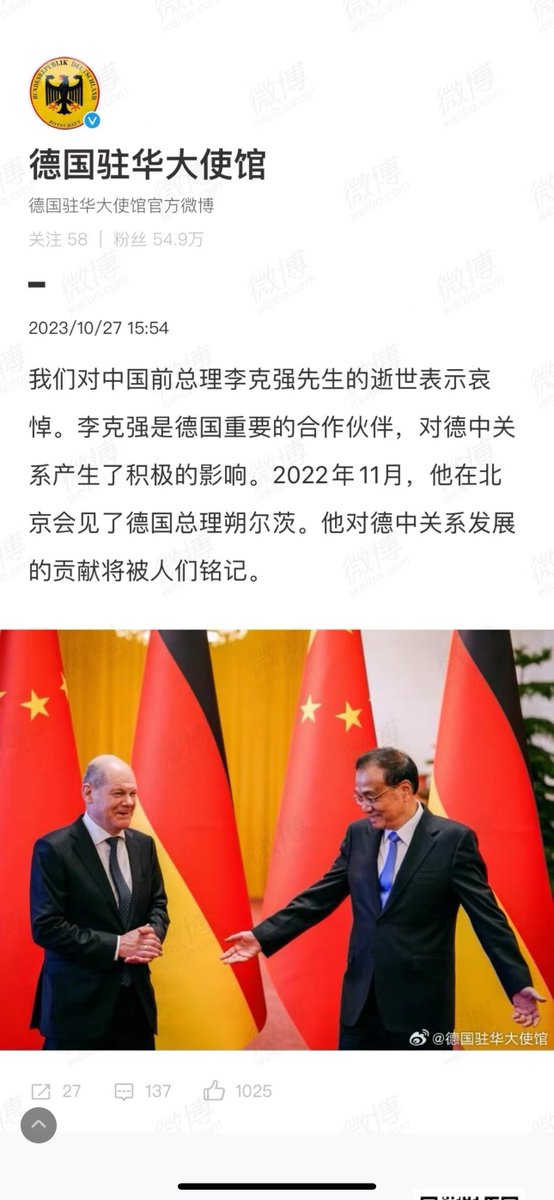 BUNDESREPUBLIK DEUTSCHLAND
BOTSCHAFT
德国驻华大使馆
德国驻华大使馆官方微博
关注 58 | 粉丝 54.9万
2023/10/27 15:54
我们对中国前总理李克强先生的逝世表示哀
悼。李克强是德国重要的合作伙伴，对德中关
系产生了积极的影响。2022年11月，他在北
京会见了德国总理朔尔茨。他对德中关系发展
的贡献将被人们铭记。
@德国驻华大使馆
27 137 1025
微博
weibo.com